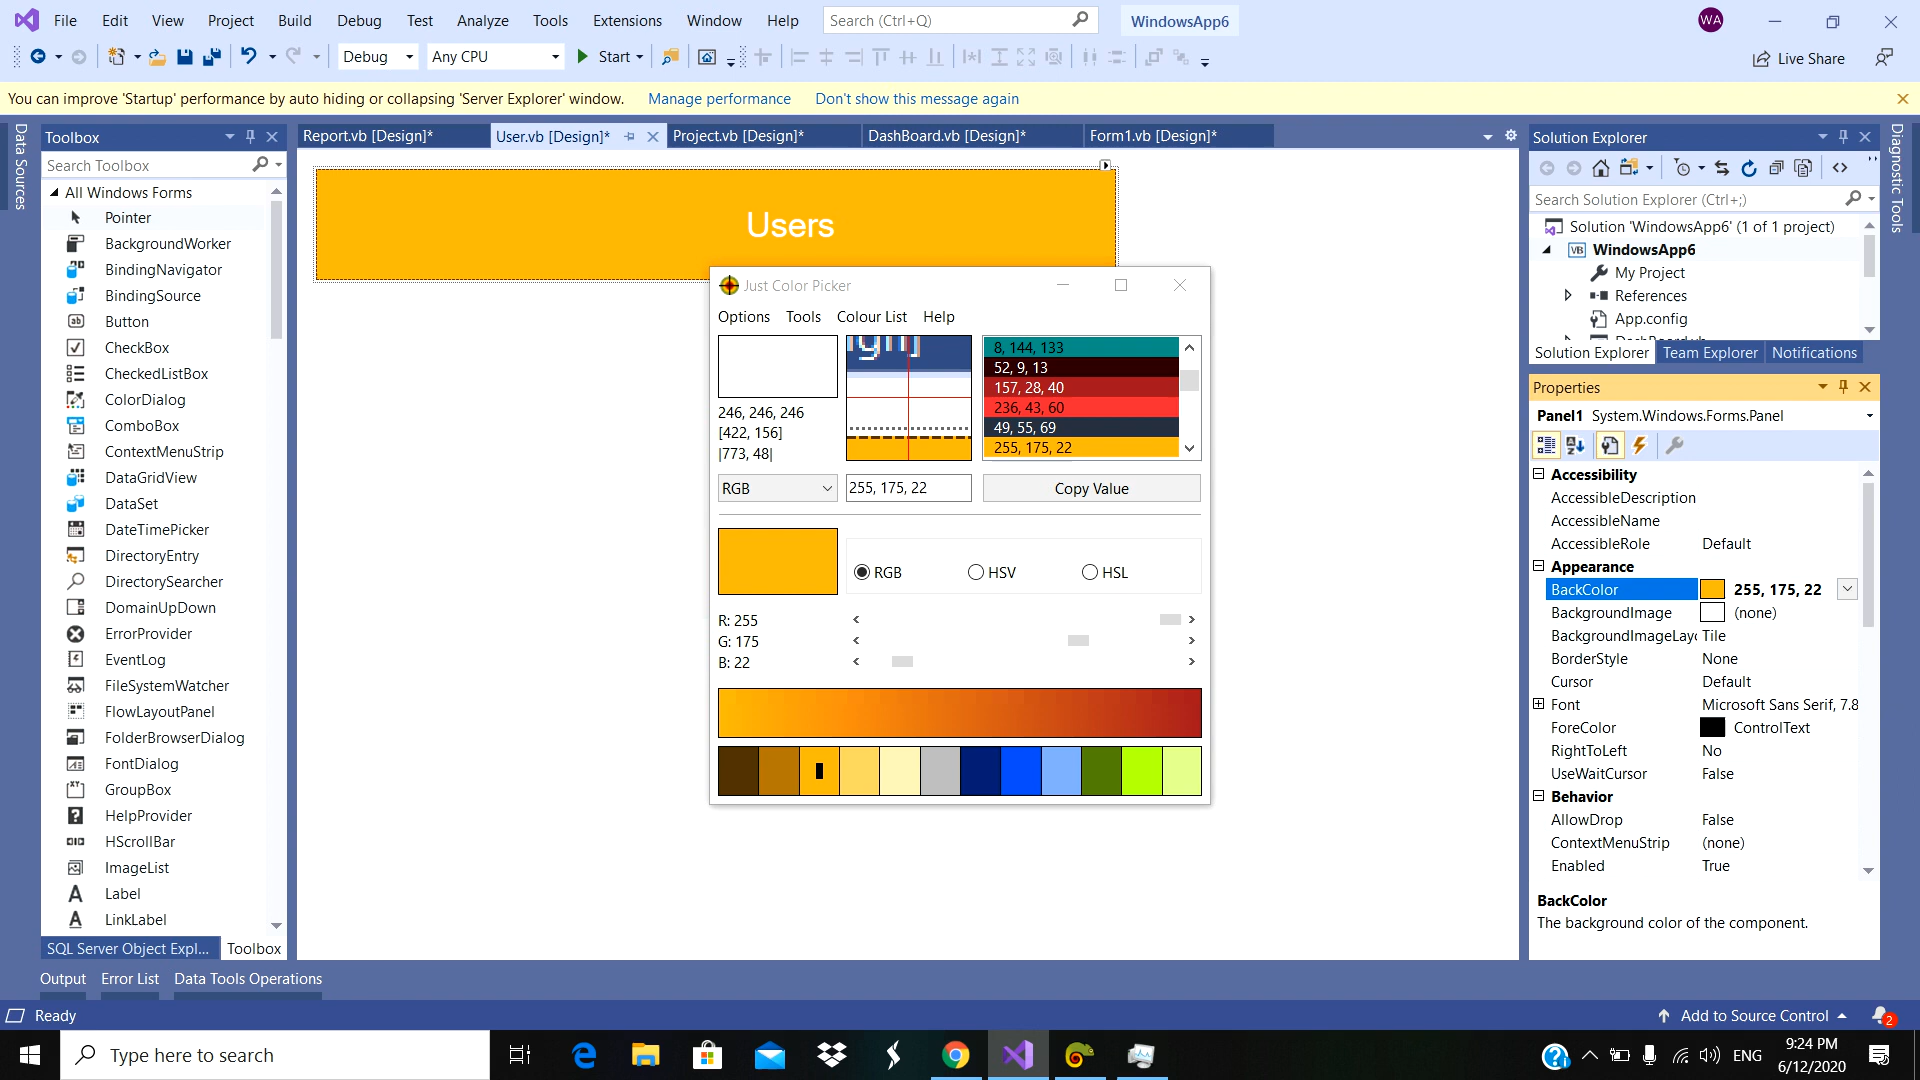 File Edit View Project Build Debug Test Analyze Tools Extensions Window Help Search (Ctrl+Q) WindowsApp6 WA
Debug Any CPU Start Live Share
You can improve 'Startup' performance by auto hiding or collapsing 'Server Explorer' window. Manage performance Don't show this message again
Data Sources
Toolbox
Search Toolbox
All Windows Forms
Pointer
BackgroundWorker
BindingNavigator
BindingSource
Button
CheckBox
CheckedListBox
ColorDialog
ComboBox
ContextMenuStrip
DataGridView
DataSet
DateTimePicker
DirectoryEntry
DirectorySearcher
DomainUpDown
ErrorProvider
EventLog
FileSystemWatcher
FlowLayoutPanel
FolderBrowserDialog
FontDialog
GroupBox
HelpProvider
HScrollBar
ImageList
Label
LinkLabel
SQL Server Object Expl... Toolbox
Report.vb [Design]* User.vb [Design]* Project.vb [Design]* DashBoard.vb [Design]* Form1.vb [Design]*
Users
Just Color Picker
Options Tools Colour List Help
246, 246, 246
[422, 156]
|773, 48|
8, 144, 133
52, 9, 13
157, 28, 40
236, 43, 60
49, 55, 69
255, 175, 22
RGB 255, 175, 22 Copy Value
RGB HSV HSL
R: 255
G: 175
B: 22
Solution Explorer
Search Solution Explorer (Ctrl+;)
Solution 'WindowsApp6' (1 of 1 project)
VB WindowsApp6
My Project
References
App.config
Solution Explorer Team Explorer Notifications
Diagnostic Tools
Properties
Panel1 System.Windows.Forms.Panel
Accessibility
AccessibleDescription
AccessibleName
AccessibleRole Default
Appearance
BackColor 255, 175, 22
BackgroundImage (none)
BackgroundImageLayo Tile
BorderStyle None
Cursor Default
Font Microsoft Sans Serif, 7.8
ForeColor ControlText
RightToLeft No
UseWaitCursor False
Behavior
AllowDrop False
ContextMenuStrip (none)
Enabled True
BackColor
The background color of the component.
Output Error List Data Tools Operations
Ready Add to Source Control 2
Type here to search ENG 9:24 PM
6/12/2020